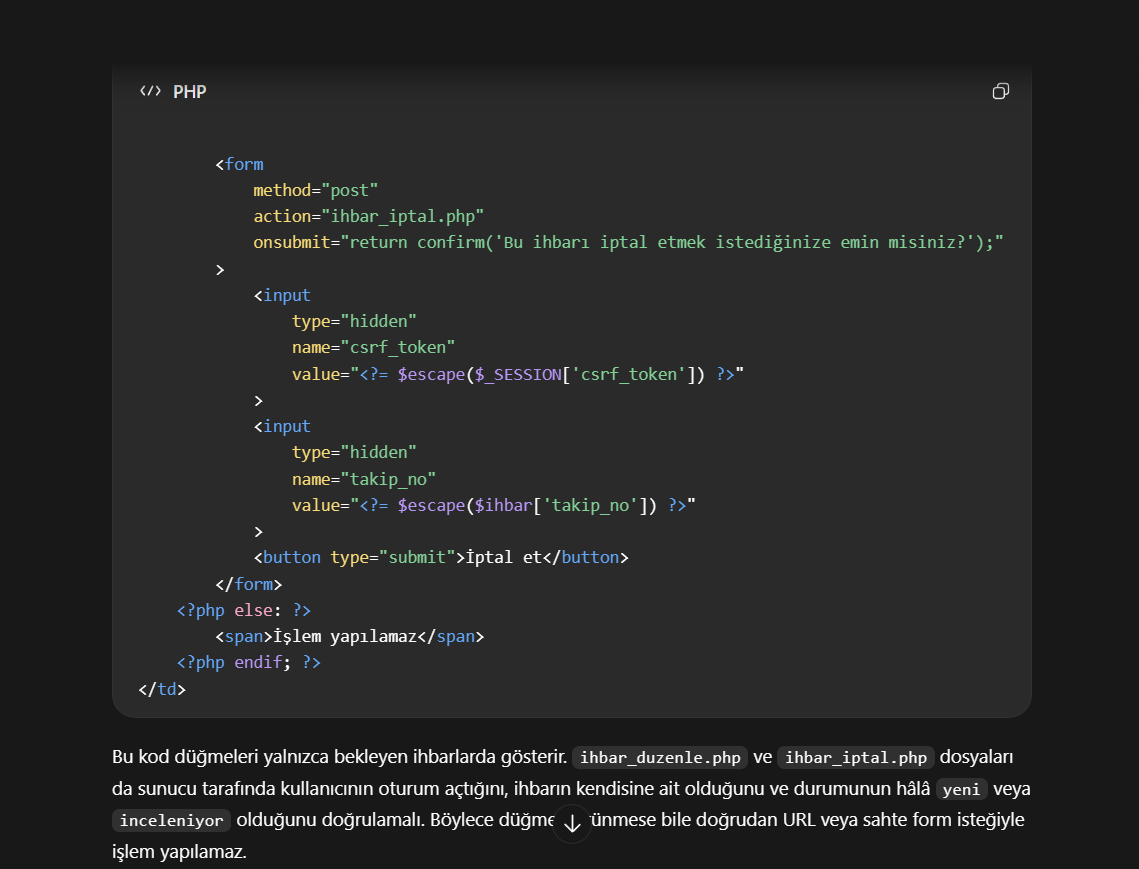 </> PHP
<form
method="post"
action="ihbar_iptal.php"
onsubmit="return confirm('Bu ihbarı iptal etmek istediğinize emin misiniz?');"
>
<input
type="hidden"
name="csrf_token"
value="<?= $escape($_SESSION['csrf_token']) ?>"
>
<input
type="hidden"
name="takip_no"
value="<?= $escape($ihbar['takip_no']) ?>"
>
<button type="submit">İptal et</button>
</form>
<?php else: ?>
<span>İşlem yapılamaz</span>
<?php endif; ?>
</td>
Bu kod düğmeleri yalnızca bekleyen ihbarlarda gösterir. ihbar_duzenle.php ve ihbar_iptal.php dosyaları
da sunucu tarafında kullanıcının oturum açtığını, ihbarın kendisine ait olduğunu ve durumunun hâlâ yeni veya
inceleniyor olduğunu doğrulamalı. Böylece düğme bile doğrudan URL veya sahte form isteğiyle
işlem yapılamaz.